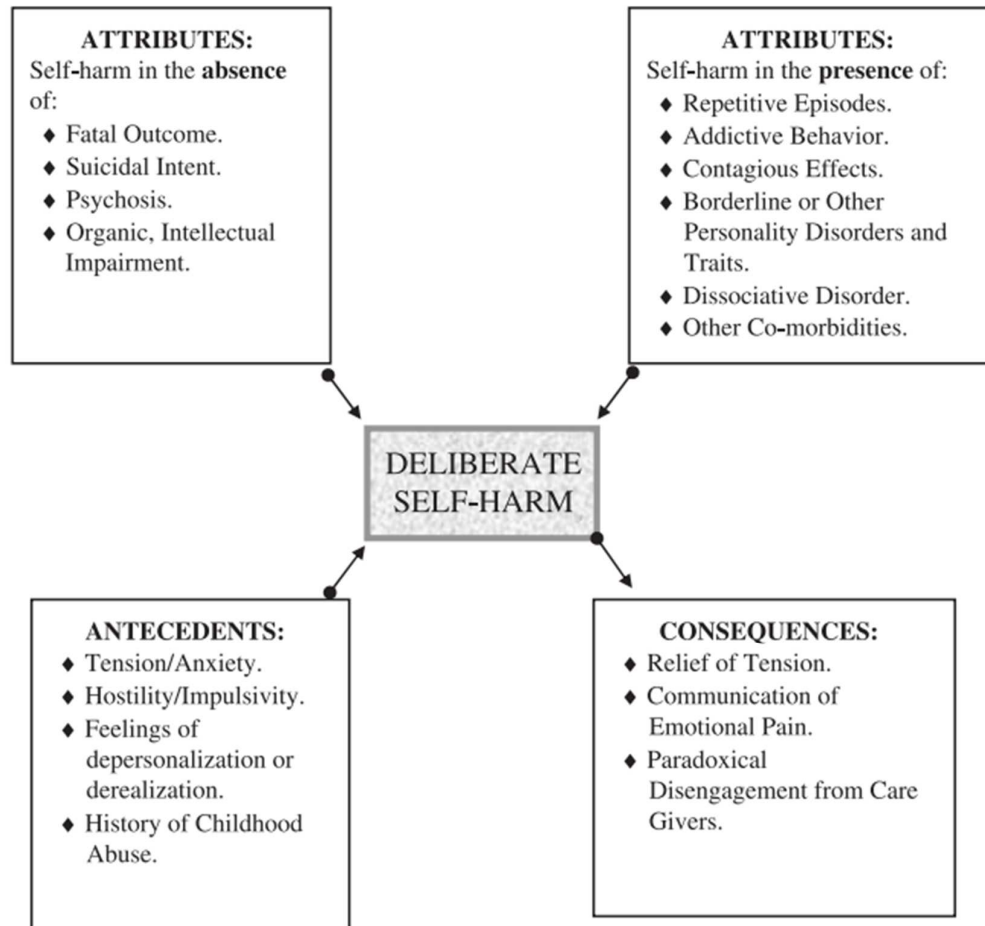 ATTRIBUTES:
Self-harm in the absence
of:
♦ Fatal Outcome.
♦ Suicidal Intent.
♦ Psychosis.
♦ Organic, Intellectual
Impairment.
ATTRIBUTES:
Self-harm in the presence of:
♦ Repetitive Episodes.
♦ Addictive Behavior.
♦ Contagious Effects.
♦ Borderline or Other
Personality Disorders and
Traits.
♦ Dissociative Disorder.
♦ Other Co-morbidities.
DELIBERATE
SELF-HARM
ANTECEDENTS:
♦ Tension/Anxiety.
♦ Hostility/Impulsivity.
♦ Feelings of
depersonalization or
derealization.
♦ History of Childhood
Abuse.
CONSEQUENCES:
♦ Relief of Tension.
♦ Communication of
Emotional Pain.
♦ Paradoxical
Disengagement from Care
Givers.